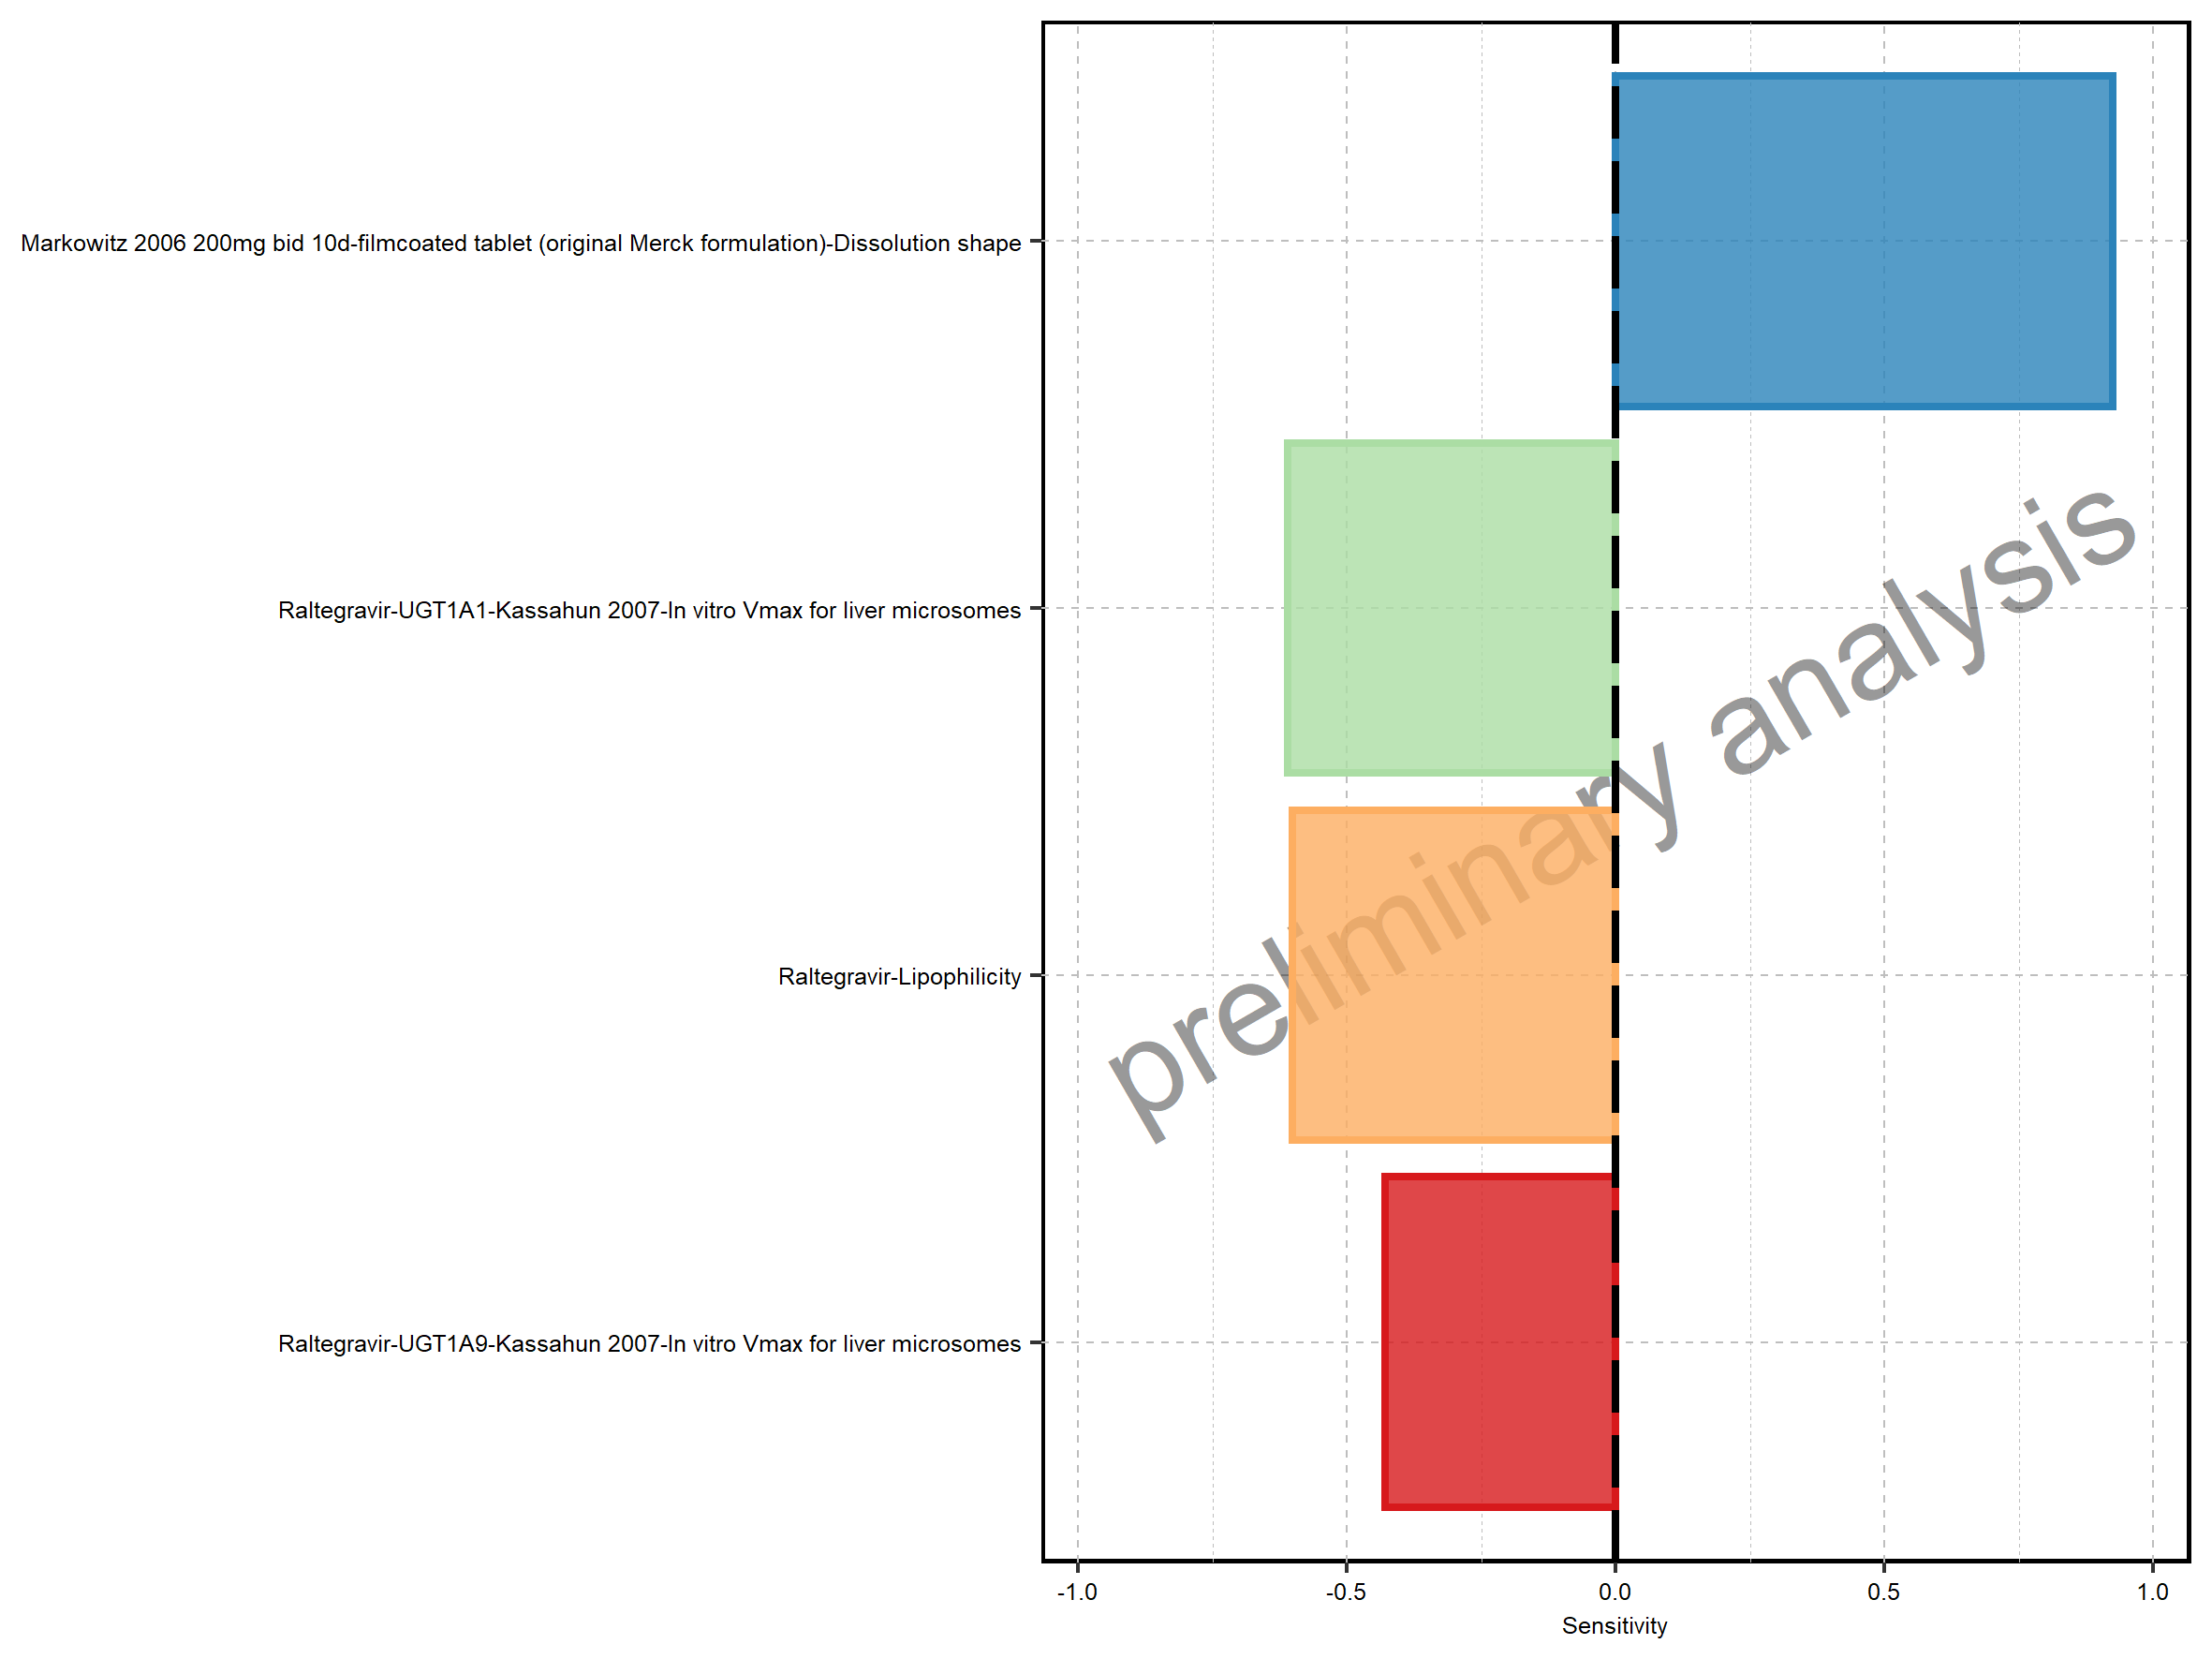 Markowitz 2006 200mg bid 10d-filmcoated tablet (original Merck formulation)-Dissolution shape
Raltegravir-UGT1A1-Kassahun 2007-In vitro Vmax for liver microsomes
Raltegravir-Lipophilicity
Raltegravir-UGT1A9-Kassahun 2007-In vitro Vmax for liver microsomes
preliminary analysis
-1.0 -0.5 0.0 0.5 1.0
Sensitivity